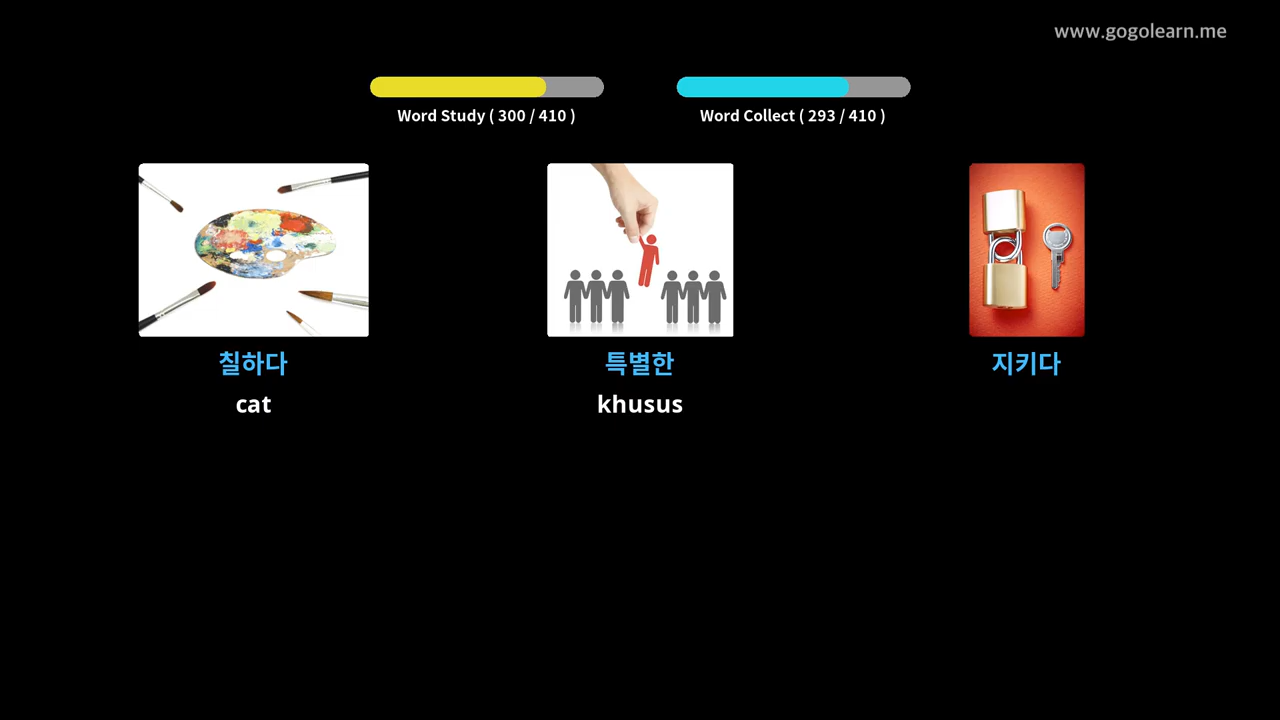 www.gogolearn.me
Word Study ( 300 / 410 )
Word Collect ( 293 / 410 )
칠하다
특별한
지키다
cat
khusus